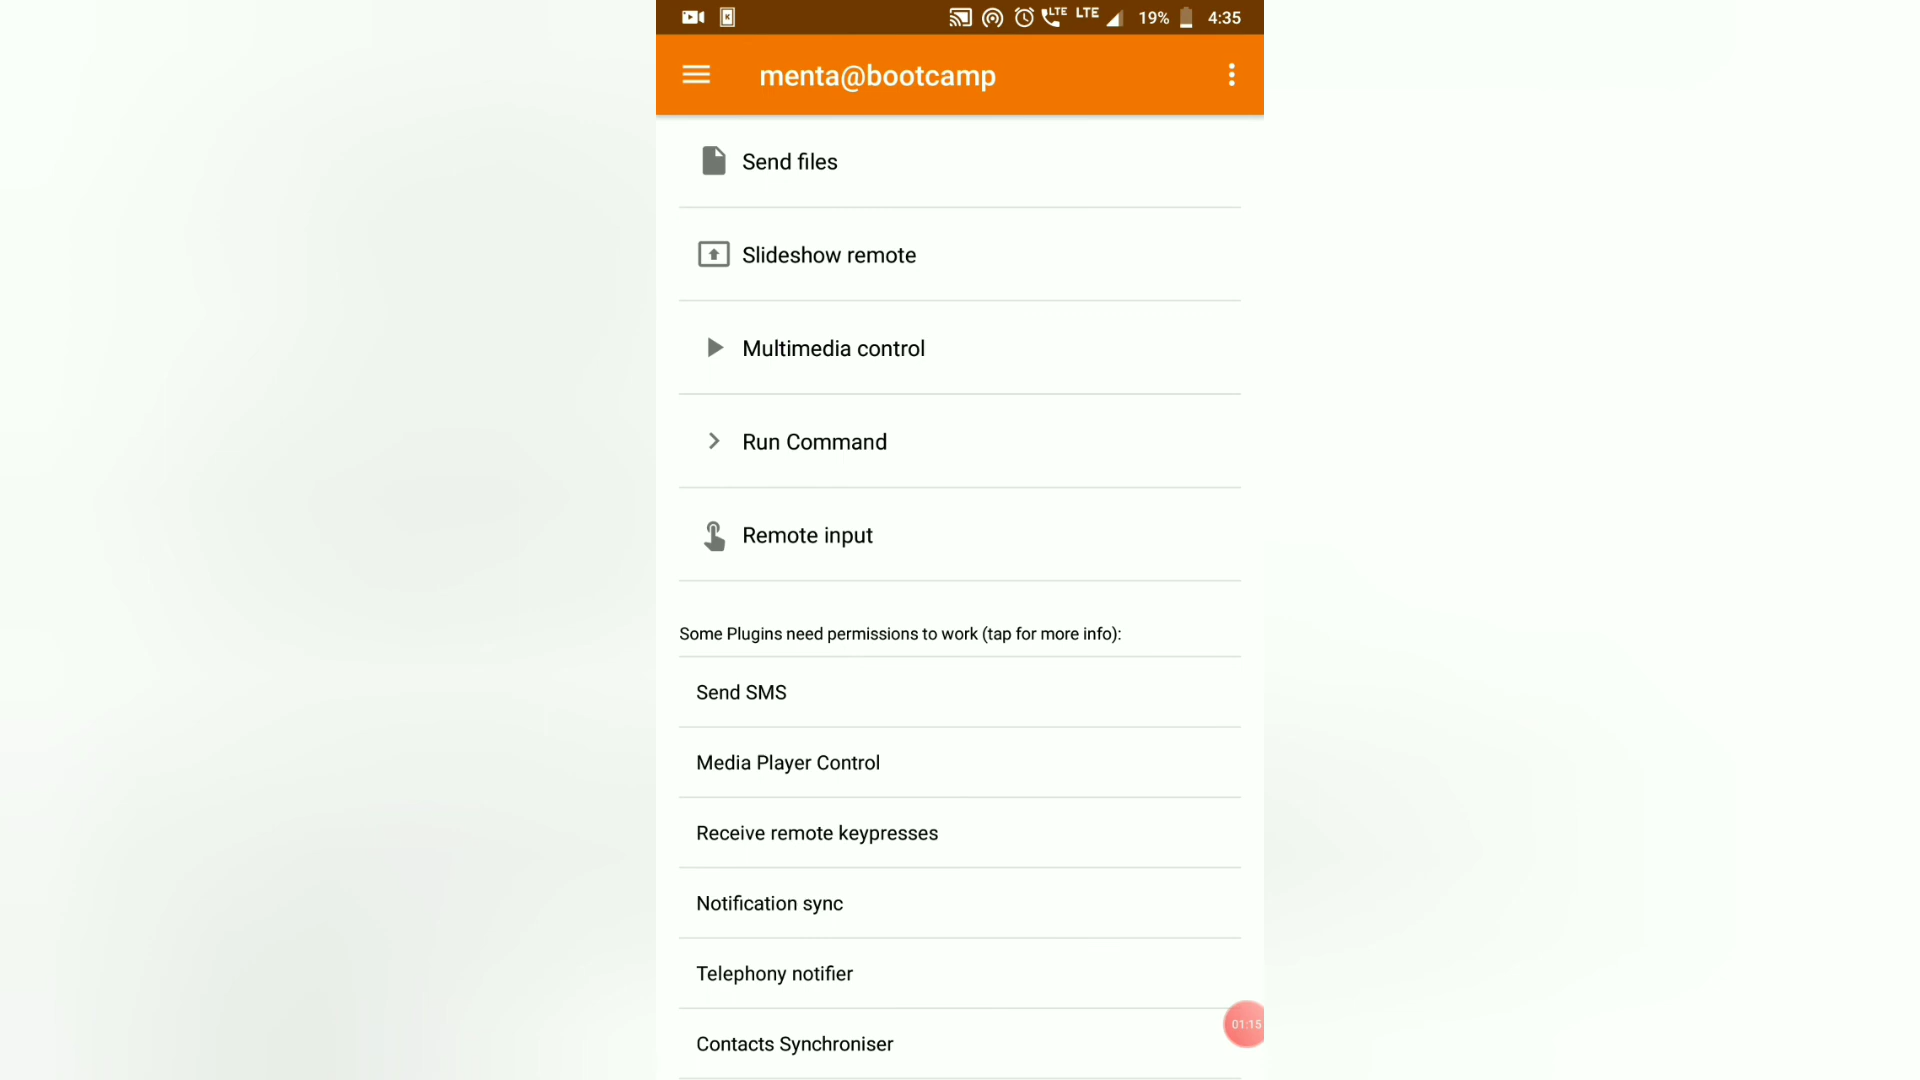 LTE LTE 19% 4:35
menta@bootcamp
Send files
Slideshow remote
Multimedia control
Run Command
Remote input
Some Plugins need permissions to work (tap for more info):
Send SMS
Media Player Control
Receive remote keypresses
Notification sync
Telephony notifier
01:15
Contacts Synchroniser